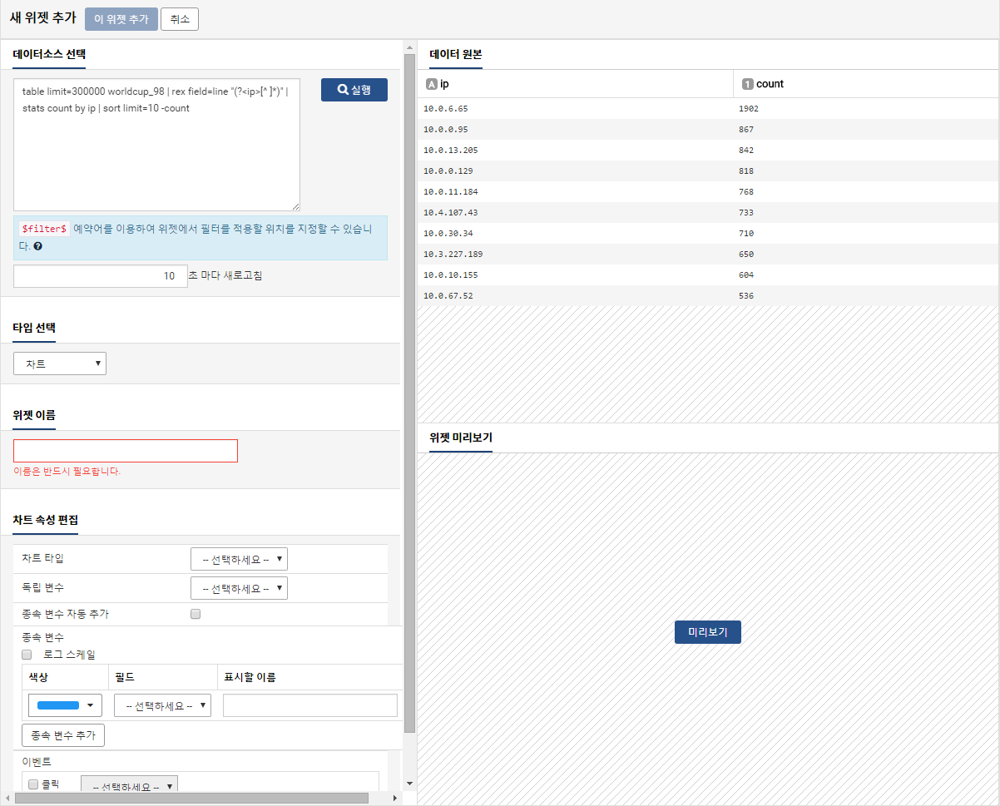 새 위젯 추가 이 위젯 추가 취소
데이터소스 선택
table limit=300000 worldcup_98 | rex field=line "(?<ip>[^ ]*)" |
stats count by ip | sort limit=10 -count
실행
$filter$ 예약어를 이용하여 위젯에서 필터를 적용할 위치를 지정할 수 있습니
다. ?
10 초 마다 새로고침
타입 선택
차트
위젯 이름
이름은 반드시 필요합니다.
차트 속성 편집
차트 타입 -- 선택하세요 --
독립 변수 -- 선택하세요 --
종속 변수 자동 추가
종속 변수
로그 스케일
색상 필드 표시할 이름
-- 선택하세요 --
종속 변수 추가
이벤트
클릭 -- 선택하세요 --
데이터 원본
A ip 1 count
10.0.6.65 1902
10.0.0.95 867
10.0.13.205 842
10.0.0.129 818
10.0.11.184 768
10.4.107.43 733
10.0.30.34 710
10.3.227.189 650
10.0.10.155 604
10.0.67.52 536
위젯 미리보기
미리보기